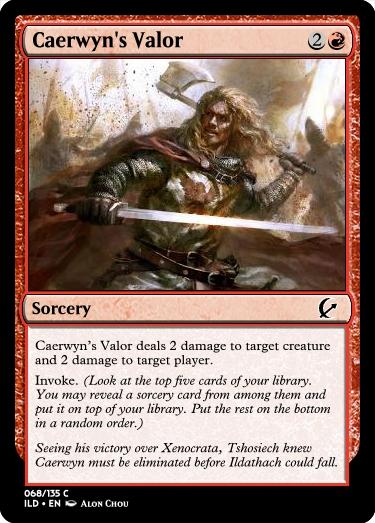 Caerwyn's Valor 2
Sorcery
Caerwyn's Valor deals 2 damage to target creature
and 2 damage to target player.
Invoke. (Look at the top five cards of your library.
You may reveal a sorcery card from among them and
put it on top of your library. Put the rest on the bottom
in a random order.)
Seeing his victory over Xenocrata, Tshosiech knew
Caerwyn must be eliminated before Ildathach could fall.
068/135 C
ILD • EN Alon Chou